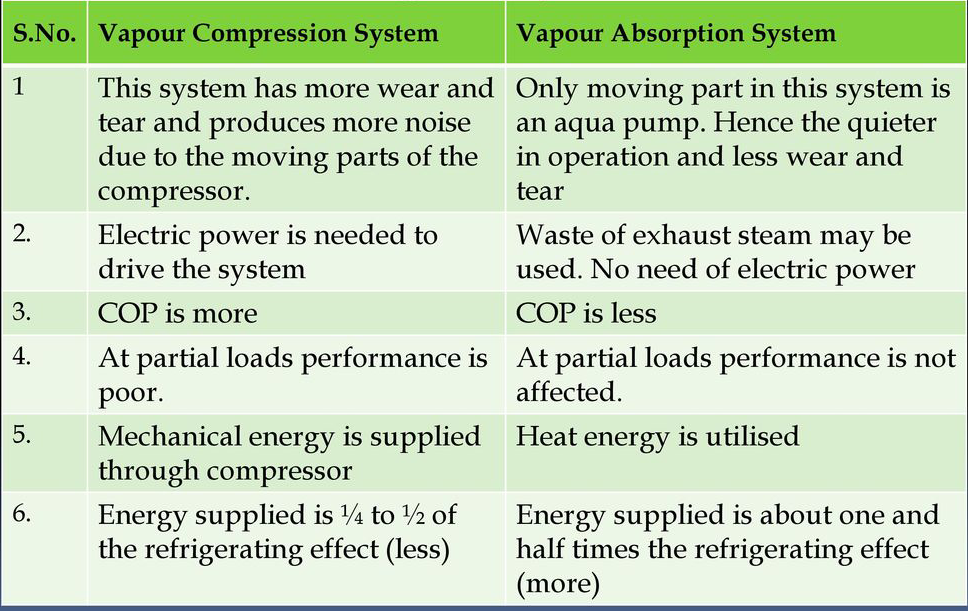 S.No. Vapour Compression System Vapour Absorption System
1 This system has more wear and Only moving part in this system is
tear and produces more noise an aqua pump. Hence the quieter
due to the moving parts of the in operation and less wear and
compressor. tear
2. Electric power is needed to Waste of exhaust steam may be
drive the system used. No need of electric power
3. COP is more COP is less
4. At partial loads performance is At partial loads performance is not
poor. affected.
5. Mechanical energy is supplied Heat energy is utilised
through compressor
6. Energy supplied is ¼ to ½ of Energy supplied is about one and
the refrigerating effect (less) half times the refrigerating effect
(more)